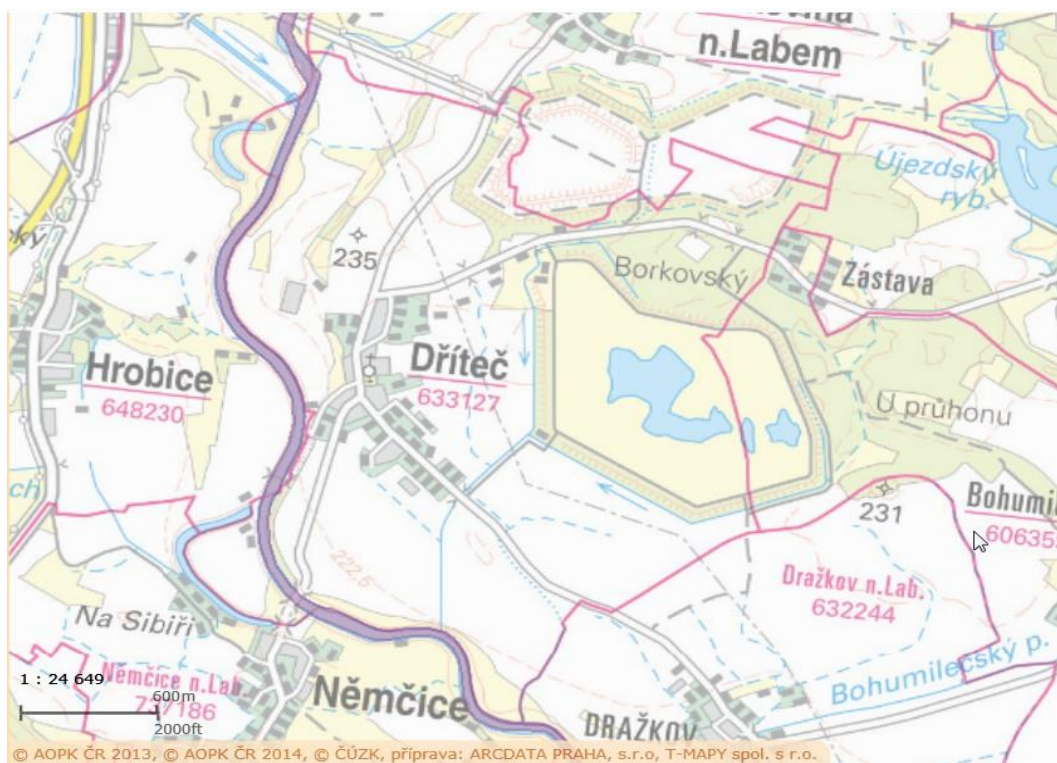 n.Labem
Újezdský
ryb.
235
Borkovský
Zástava
Hrobice
648230
Dříteč
633127
U průhonu
231
60635
222,5
Dražkov n.Lab.
632244
Na Sibiři
Bohumilecský p.
1 : 24 649
Němčice n.Lab.
737186
600m
2000ft
Němčice
DRAŽKOV
© AOPK ČR 2013, © AOPK ČR 2014, © ČÚZK, příprava: ARCDATA PRAHA, s.r.o, T-MAPY spol. s r.o.